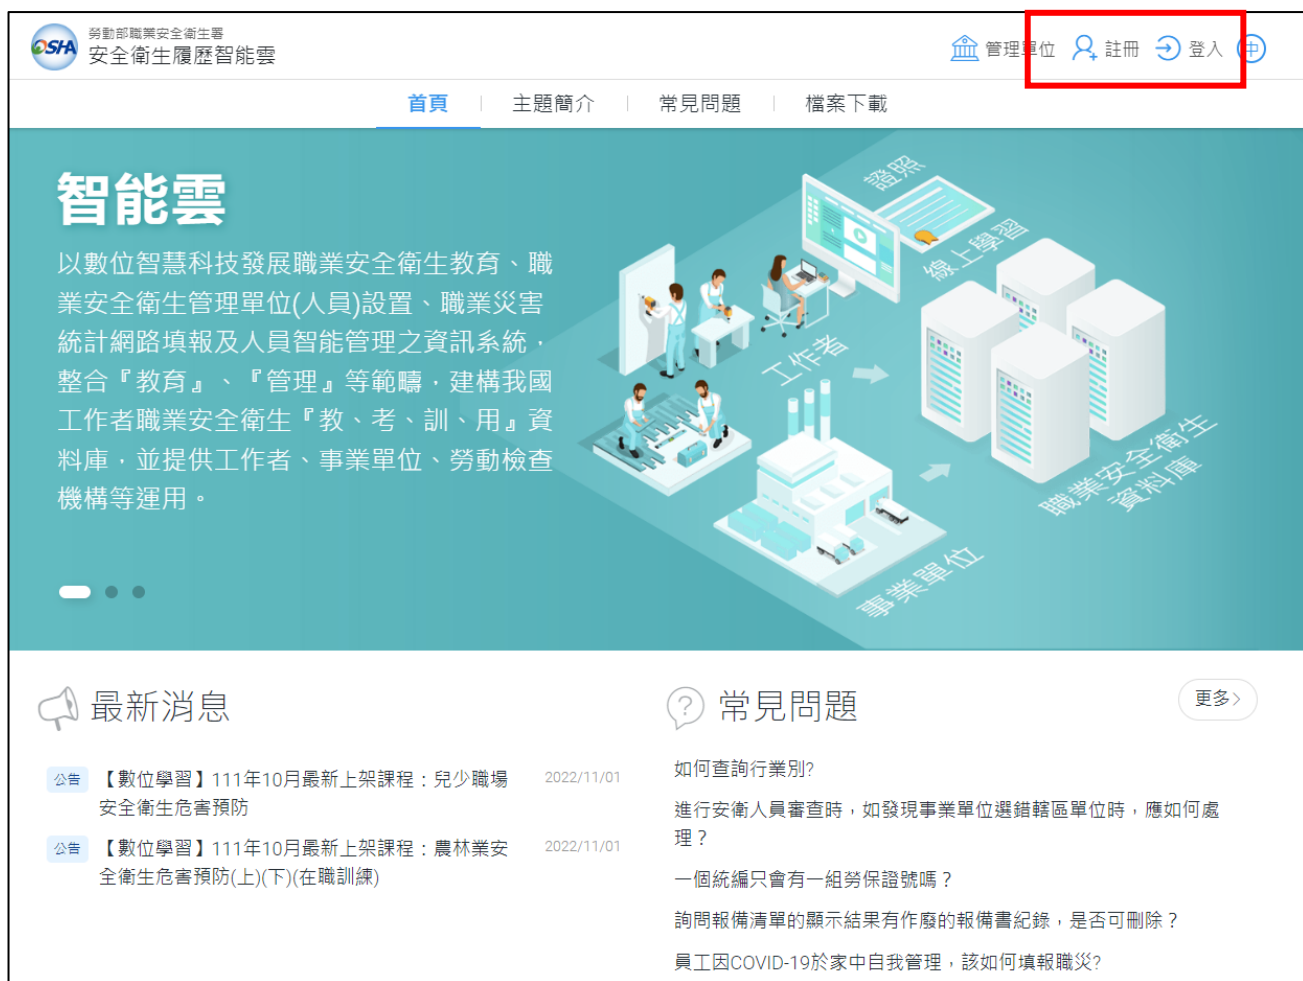 OSHA
勞動部職業安全衛生署
安全衛生履歷智能雲
管理單位 註冊 登入 中
首頁 主題簡介 常見問題 檔案下載
智能雲
以數位智慧科技發展職業安全衛生教育、職
業安全衛生管理單位(人員)設置、職業災害
統計網路填報及人員智能管理之資訊系統，
整合『教育』、『管理』等範疇，建構我國
工作者職業安全衛生『教、考、訓、用』資
料庫，並提供工作者、事業單位、勞動檢查
機構等運用。
證照
線上學習
工作者
職業安全衛生
資料庫
事業單位
最新消息
公告 【數位學習】111年10月最新上架課程：兒少職場 2022/11/01
安全衛生危害預防
公告 【數位學習】111年10月最新上架課程：農林業安 2022/11/01
全衛生危害預防(上)(下)(在職訓練)
常見問題 更多>
如何查詢行業別?
進行安衛人員審查時，如發現事業單位選錯轄區單位時，應如何處
理？
一個統編只會有一組勞保證號嗎？
詢問報備清單的顯示結果有作廢的報備書紀錄，是否可刪除？
員工因COVID-19於家中自我管理，該如何填報職災?